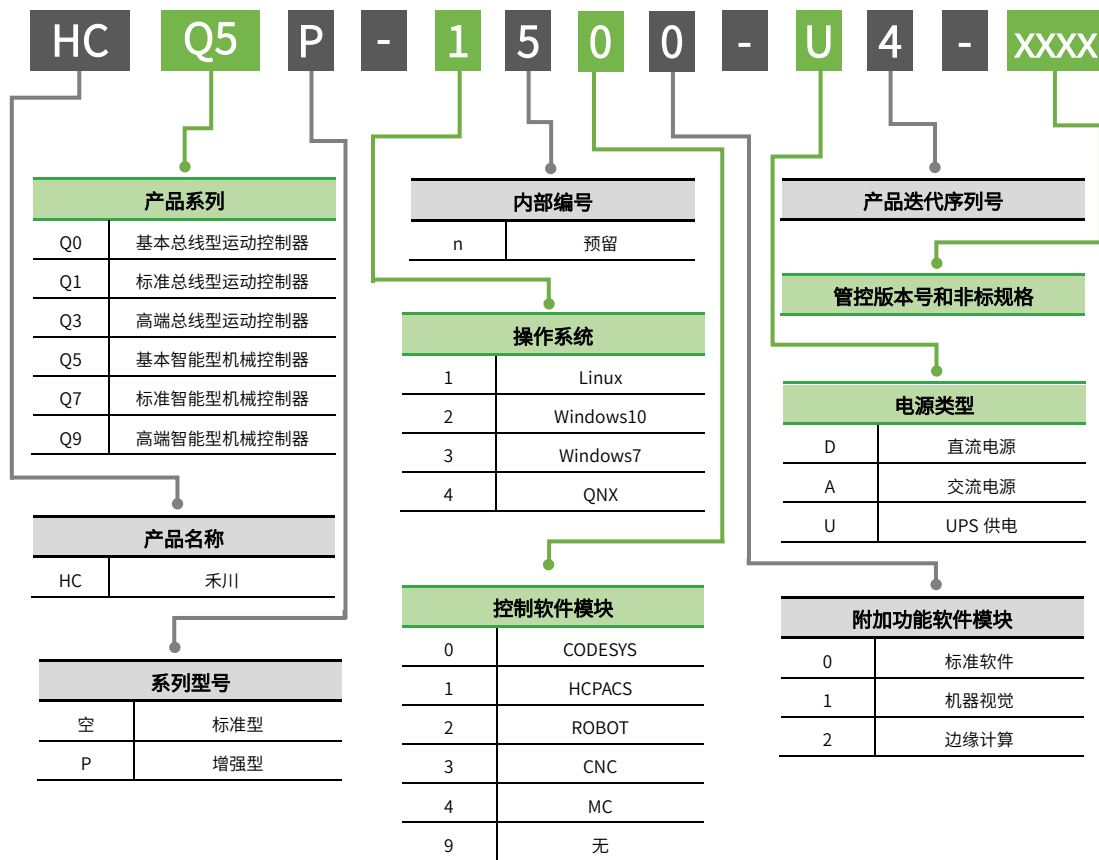 HC Q5 P - 1 5 0 0 - U 4 - xxxx
产品系列
Q0 基本总线型运动控制器
Q1 标准总线型运动控制器
Q3 高端总线型运动控制器
Q5 基本智能型机械控制器
Q7 标准智能型机械控制器
Q9 高端智能型机械控制器
产品名称
HC 禾川
系列型号
空 标准型
P 增强型
内部编号
n 预留
操作系统
1 Linux
2 Windows10
3 Windows7
4 QNX
控制软件模块
0 CODESYS
1 HCPACS
2 ROBOT
3 CNC
4 MC
9 无
产品迭代序列号
管控版本号和非标规格
电源类型
D 直流电源
A 交流电源
U UPS 供电
附加功能软件模块
0 标准软件
1 机器视觉
2 边缘计算